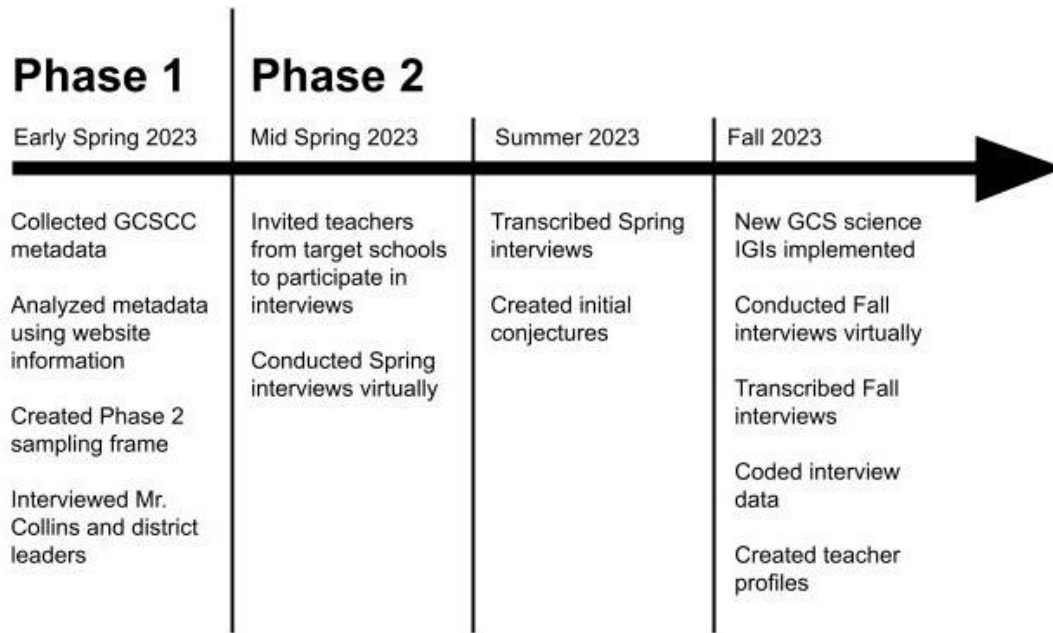 Phase 1
Phase 2
Early Spring 2023
Mid Spring 2023
Summer 2023
Fall 2023
Collected GCSCC
metadata
Analyzed metadata
using website
information
Created Phase 2
sampling frame
Interviewed Mr.
Collins and district
leaders
Invited teachers
from target schools
to participate in
interviews
Conducted Spring
interviews virtually
Transcribed Spring
interviews
Created initial
conjectures
New GCS science
IGIs implemented
Conducted Fall
interviews virtually
Transcribed Fall
interviews
Coded interview
data
Created teacher
profiles